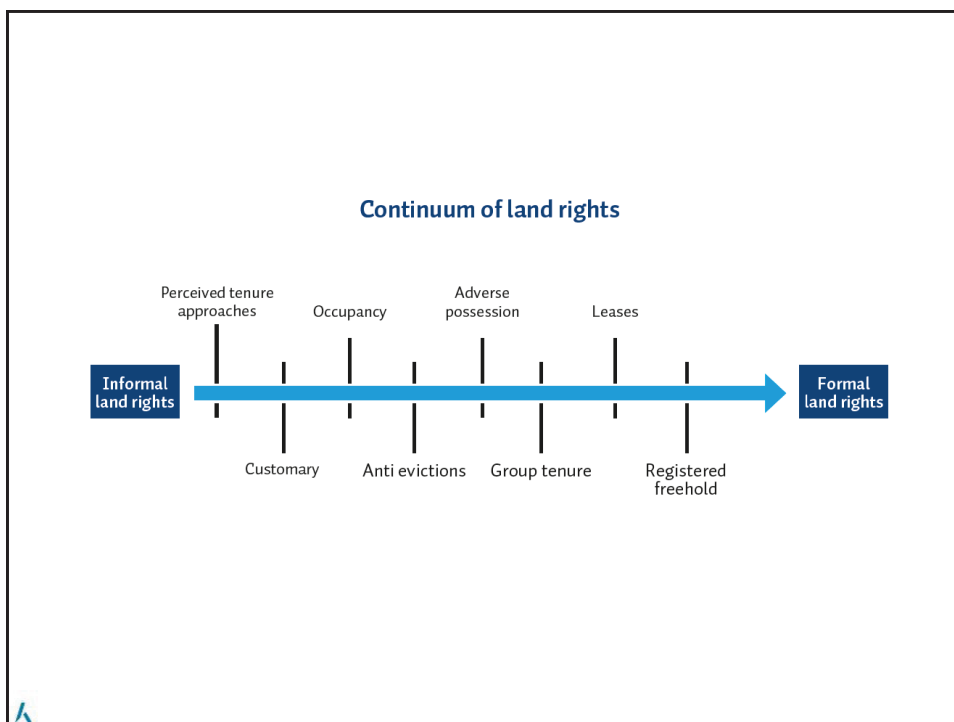 Continuum of land rights
Perceived tenure
approaches
Occupancy
Adverse
possession
Leases
Informal
land rights
Formal
land rights
Customary
Anti evictions
Group tenure
Registered
freehold